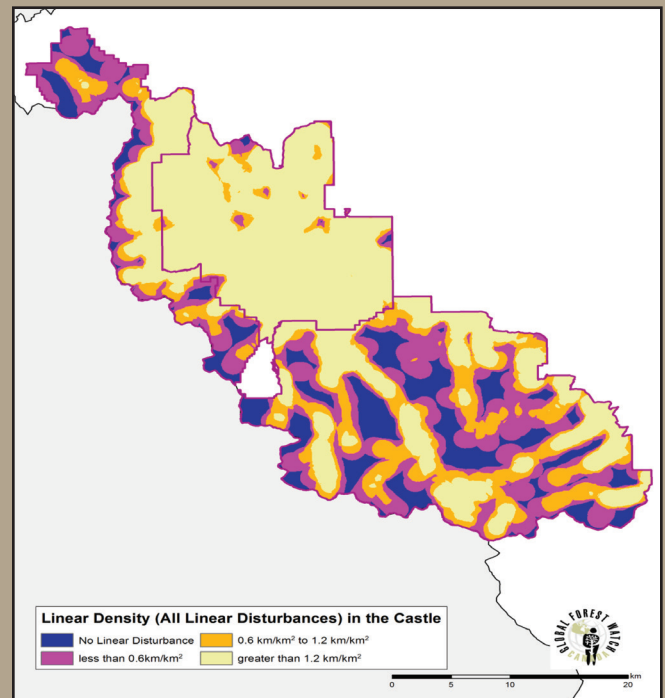 Linear Density (All Linear Disturbances) in the Castle
No Linear Disturbance
0.6 km/km² to 1.2 km/km²
less than 0.6km/km²
greater than 1.2 km/km²
GLOBAL FOREST WATCH
CANADA
km
0 5 10 20